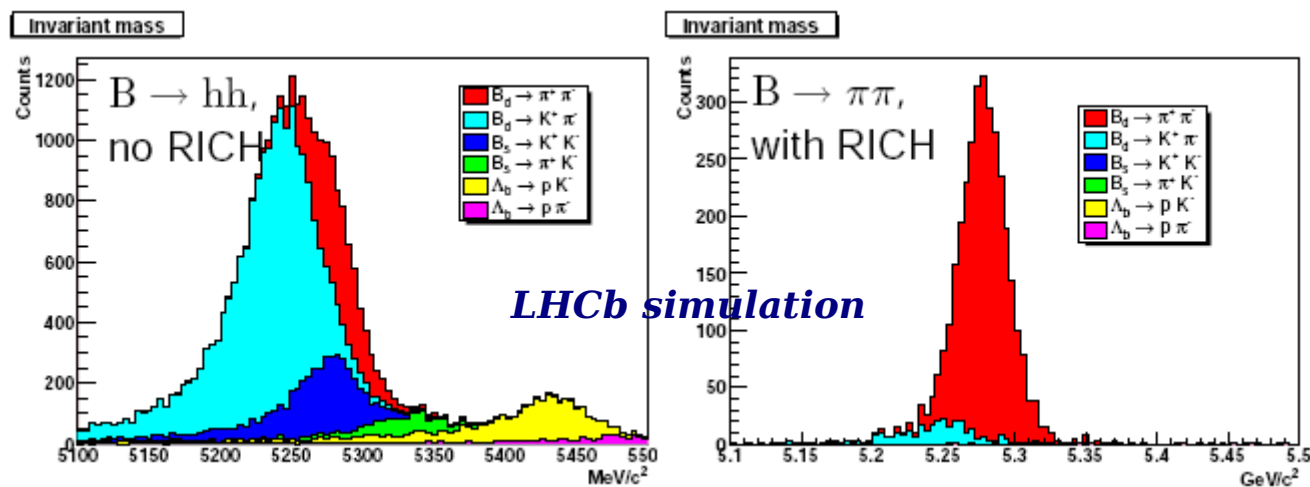 Invariant mass
Counts
1200
1000
800
600
400
200
0
B → hh,
no RICH
B_d → π⁺ π⁻
B_d → K⁺ π⁻
B_s → K⁺ K⁻
B_s → π⁺ K⁻
Λ_b → p K⁻
Λ_b → p π⁻
5100 5150 5200 5250 5300 5350 5400 5450 550
MeV/c²
LHCb simulation
Invariant mass
Counts
300
250
200
150
100
50
0
B → ππ,
with RICH
B_d → π⁺ π⁻
B_d → K⁺ π⁻
B_s → K⁺ K⁻
B_s → π⁺ K⁻
Λ_b → p K⁻
Λ_b → p π⁻
5.1 5.15 5.2 5.25 5.3 5.35 5.4 5.45 5.5
GeV/c²